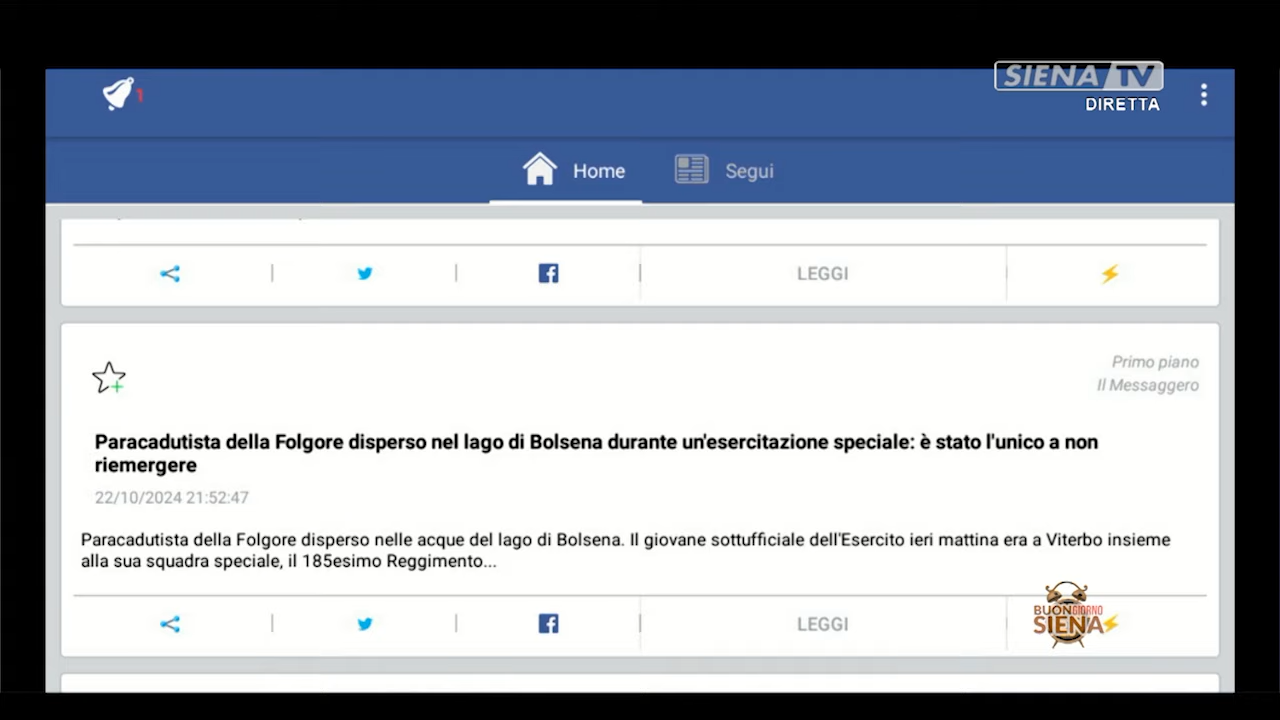 1
SIENA TV
DIRETTA
Home
Segui
LEGGI
Primo piano
Il Messaggero
Paracadutista della Folgore disperso nel lago di Bolsena durante un'esercitazione speciale: è stato l'unico a non
riemergere
22/10/2024 21:52:47
Paracadutista della Folgore disperso nelle acque del lago di Bolsena. Il giovane sottufficiale dell'Esercito ieri mattina era a Viterbo insieme
alla sua squadra speciale, il 185esimo Reggimento...
LEGGI
BUONGIORNO
SIENA